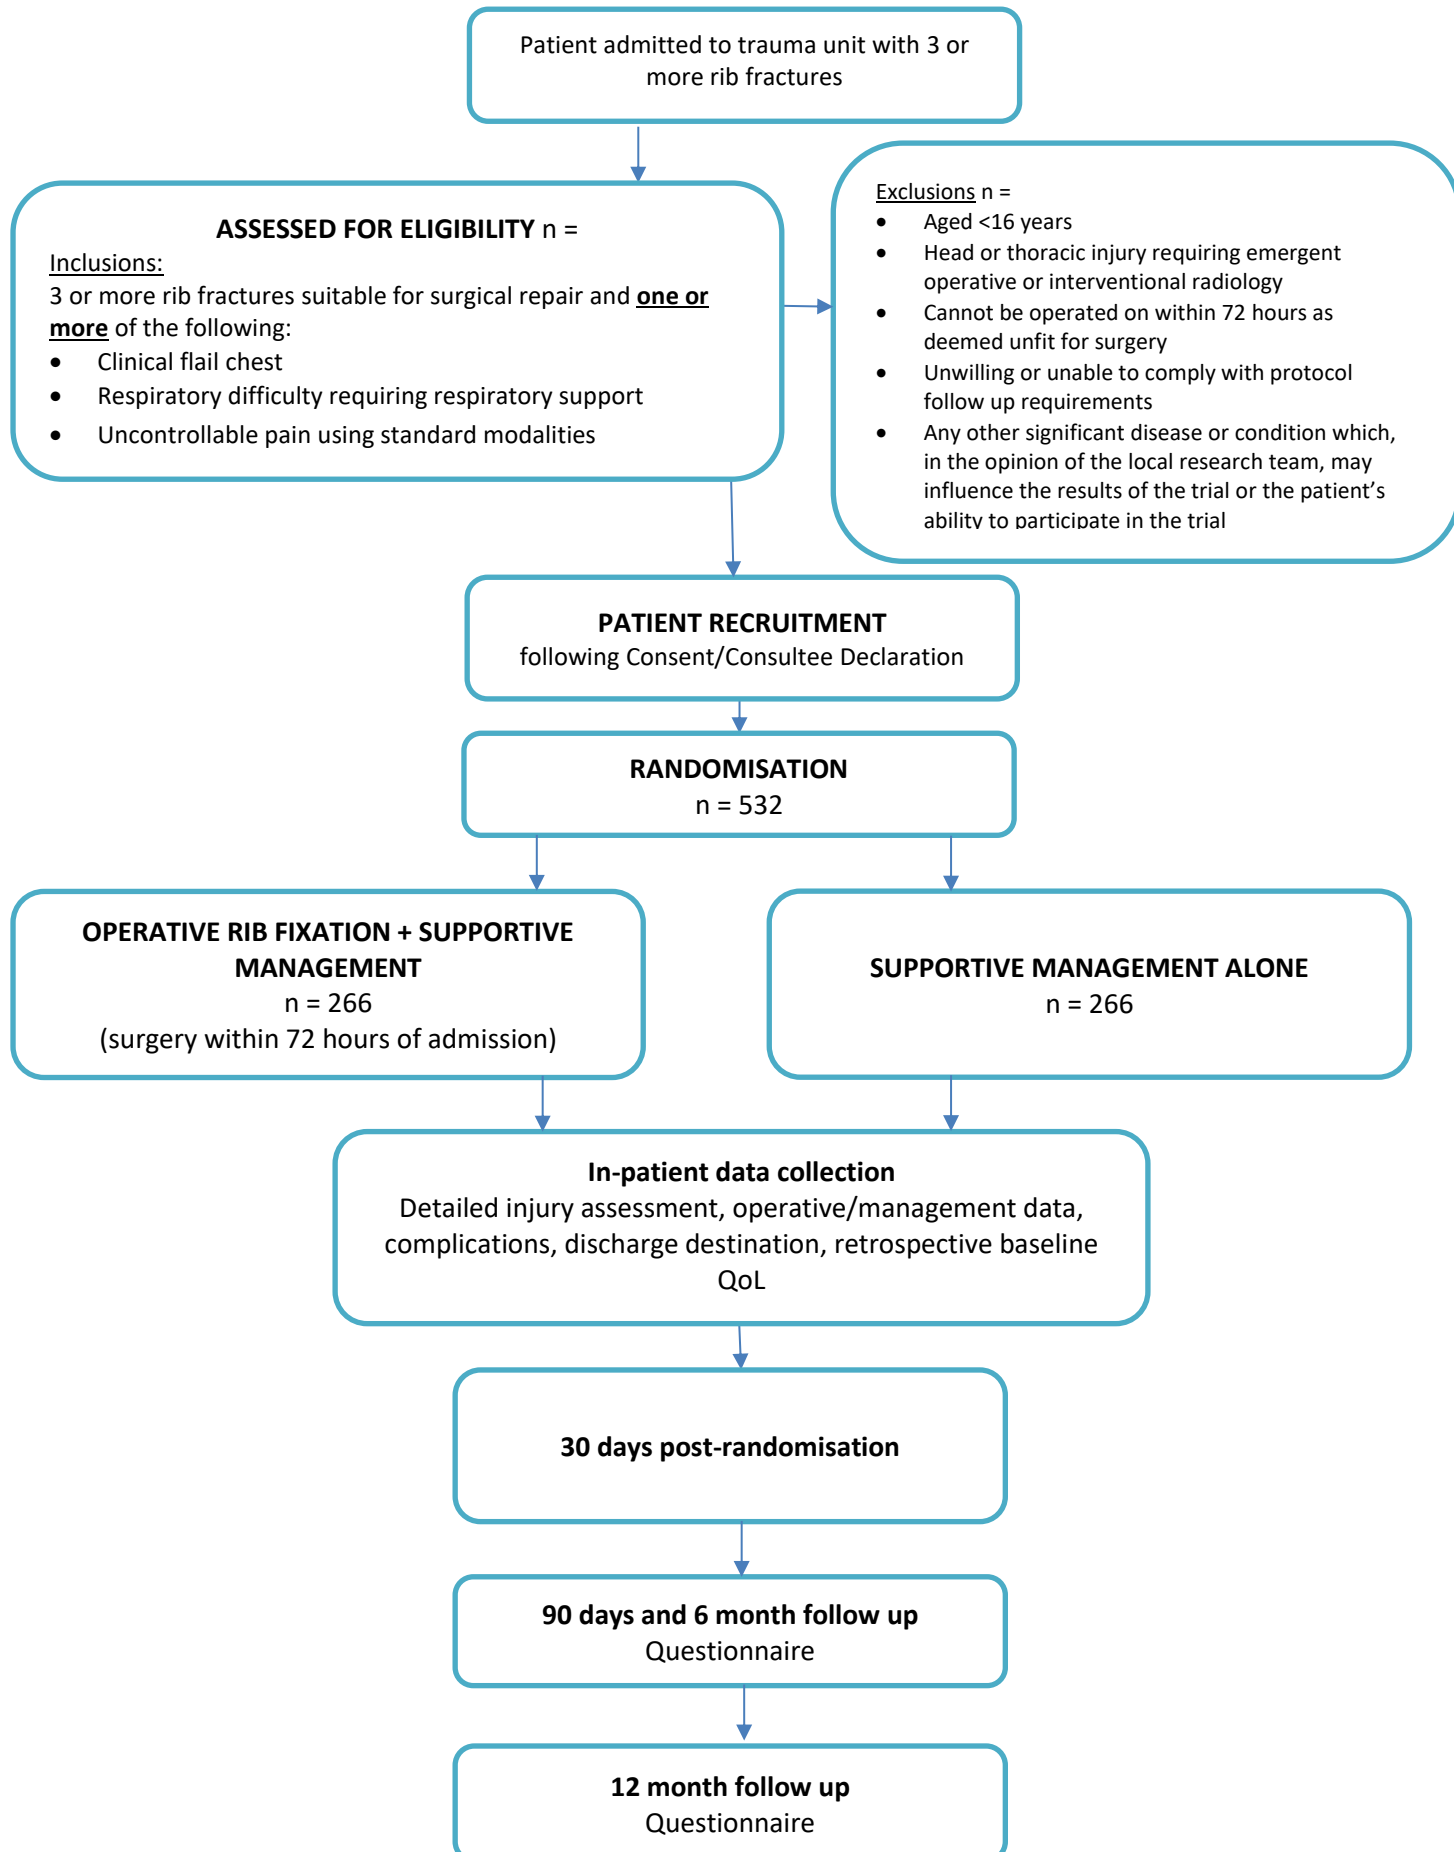 Patient admitted to trauma unit with 3 or
more rib fractures
ASSESSED FOR ELIGIBILITY n =
Inclusions:
3 or more rib fractures suitable for surgical repair and one or
more of the following:
• Clinical flail chest
• Respiratory difficulty requiring respiratory support
• Uncontrollable pain using standard modalities
Exclusions n =
• Aged <16 years
• Head or thoracic injury requiring emergent
operative or interventional radiology
• Cannot be operated on within 72 hours as
deemed unfit for surgery
• Unwilling or unable to comply with protocol
follow up requirements
• Any other significant disease or condition which,
in the opinion of the local research team, may
influence the results of the trial or the patient’s
ability to participate in the trial
PATIENT RECRUITMENT
following Consent/Consultee Declaration
RANDOMISATION
n = 532
OPERATIVE RIB FIXATION + SUPPORTIVE
MANAGEMENT
n = 266
(surgery within 72 hours of admission)
SUPPORTIVE MANAGEMENT ALONE
n = 266
In-patient data collection
Detailed injury assessment, operative/management data,
complications, discharge destination, retrospective baseline
QoL
30 days post-randomisation
90 days and 6 month follow up
Questionnaire
12 month follow up
Questionnaire